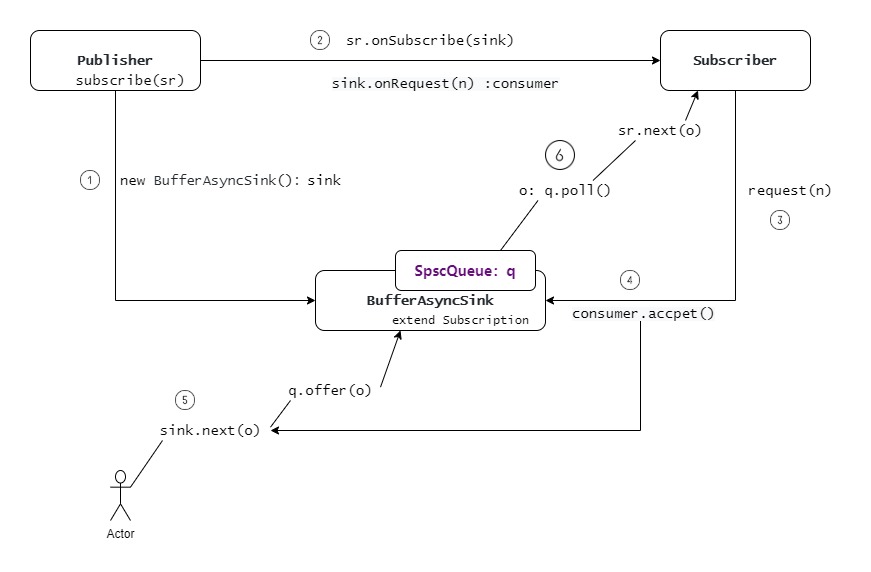 ② sr.onSubscribe(sink)
Publisher
subscribe(sr)
Subscriber
sink.onRequest(n) :consumer
sr.next(o)
⑥
① new BufferAsyncSink(): sink
o: q.poll()
request(n)
③
SpscQueue: q
④
BufferAsyncSink
extend Subscription
consumer.accpet()
q.offer(o)
⑤
sink.next(o)
Actor